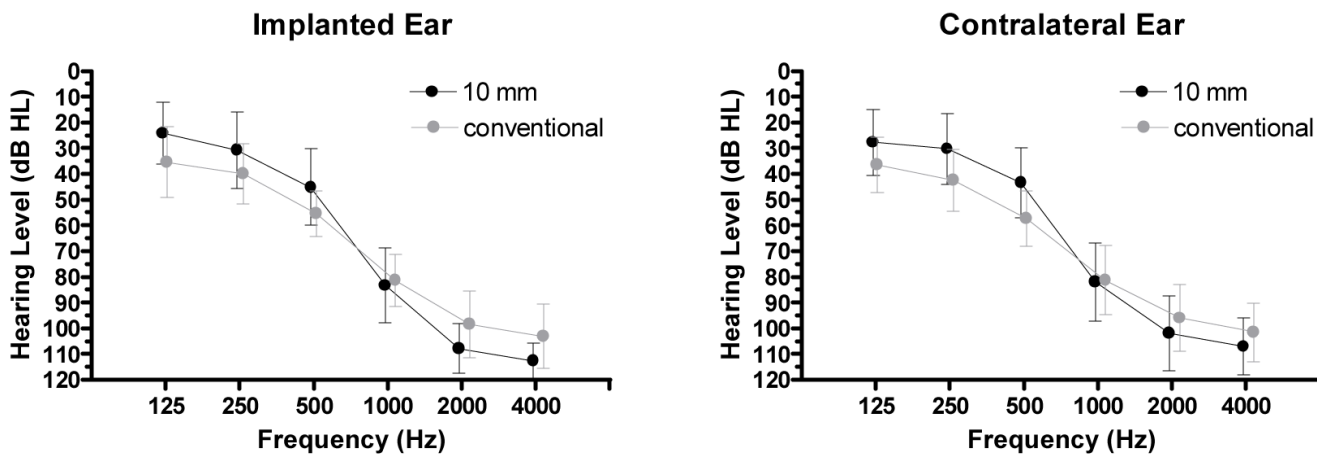 Implanted Ear
Hearing Level (dB HL)
0
10
20
30
40
50
60
70
80
90
100
110
120
10 mm
conventional
125 250 500 1000 2000 4000
Frequency (Hz)
Contralateral Ear
Hearing Level (dB HL)
0
10
20
30
40
50
60
70
80
90
100
110
120
10 mm
conventional
125 250 500 1000 2000 4000
Frequency (Hz)